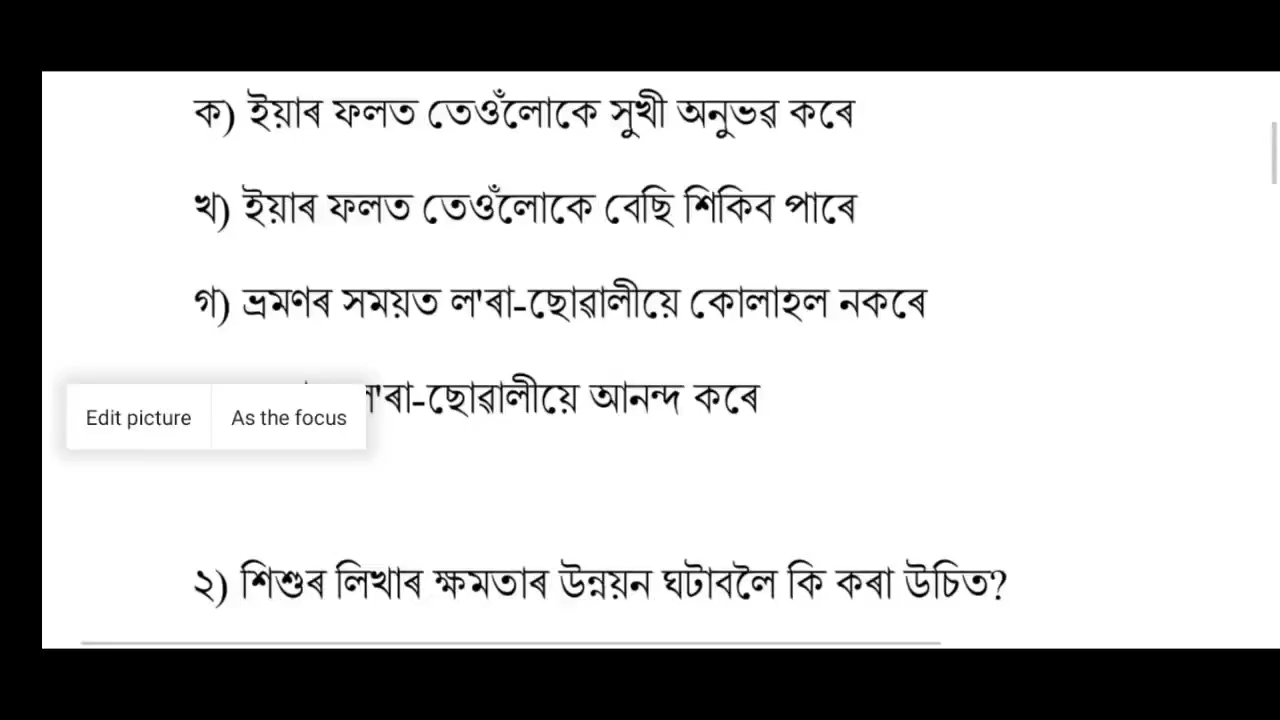 ক) ইয়াৰ ফলত তেওঁলোকে সুখী অনুভৱ কৰে
খ) ইয়াৰ ফলত তেওঁলোকে বেছি শিকিব পাৰে
গ) ভ্ৰমণৰ সময়ত ল'ৰা-ছোৱালীয়ে কোলাহল নকৰে
ল'ৰা-ছোৱালীয়ে আনন্দ কৰে
Edit picture As the focus
২) শিশুৰ লিখাৰ ক্ষমতাৰ উন্নয়ন ঘটাবলৈ কি কৰা উচিত?